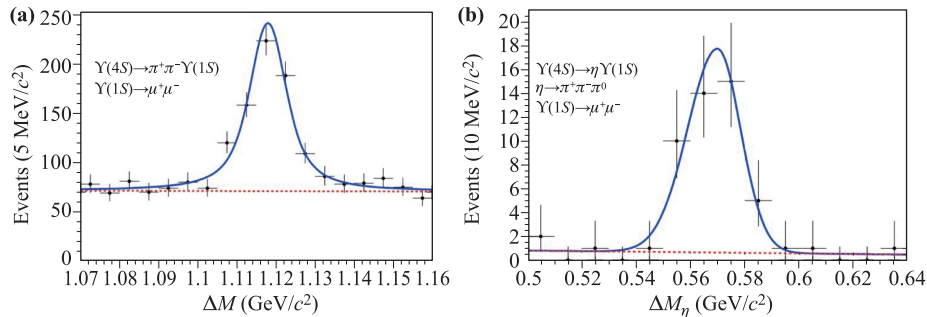 (a)
250
200
150
100
50
0
Events (5 MeV/c²)
ϒ(4S)→π⁺π⁻ϒ(1S)
ϒ(1S)→μ⁺μ⁻
1.07 1.08 1.09 1.1 1.11 1.12 1.13 1.14 1.15 1.16
ΔM (GeV/c²)
(b)
20
18
16
14
12
10
8
6
4
2
0
Events (10 MeV/c²)
ϒ(4S)→ηϒ(1S)
η→π⁺π⁻π⁰
ϒ(1S)→μ⁺μ⁻
0.5 0.52 0.54 0.56 0.58 0.6 0.62 0.64
ΔMη (GeV/c²)